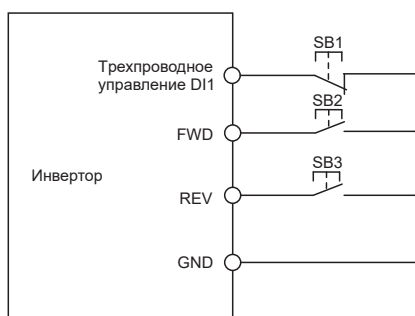 SB1
Трехпроводное
управление DI1
SB2
FWD
SB3
Инвертор
REV
GND